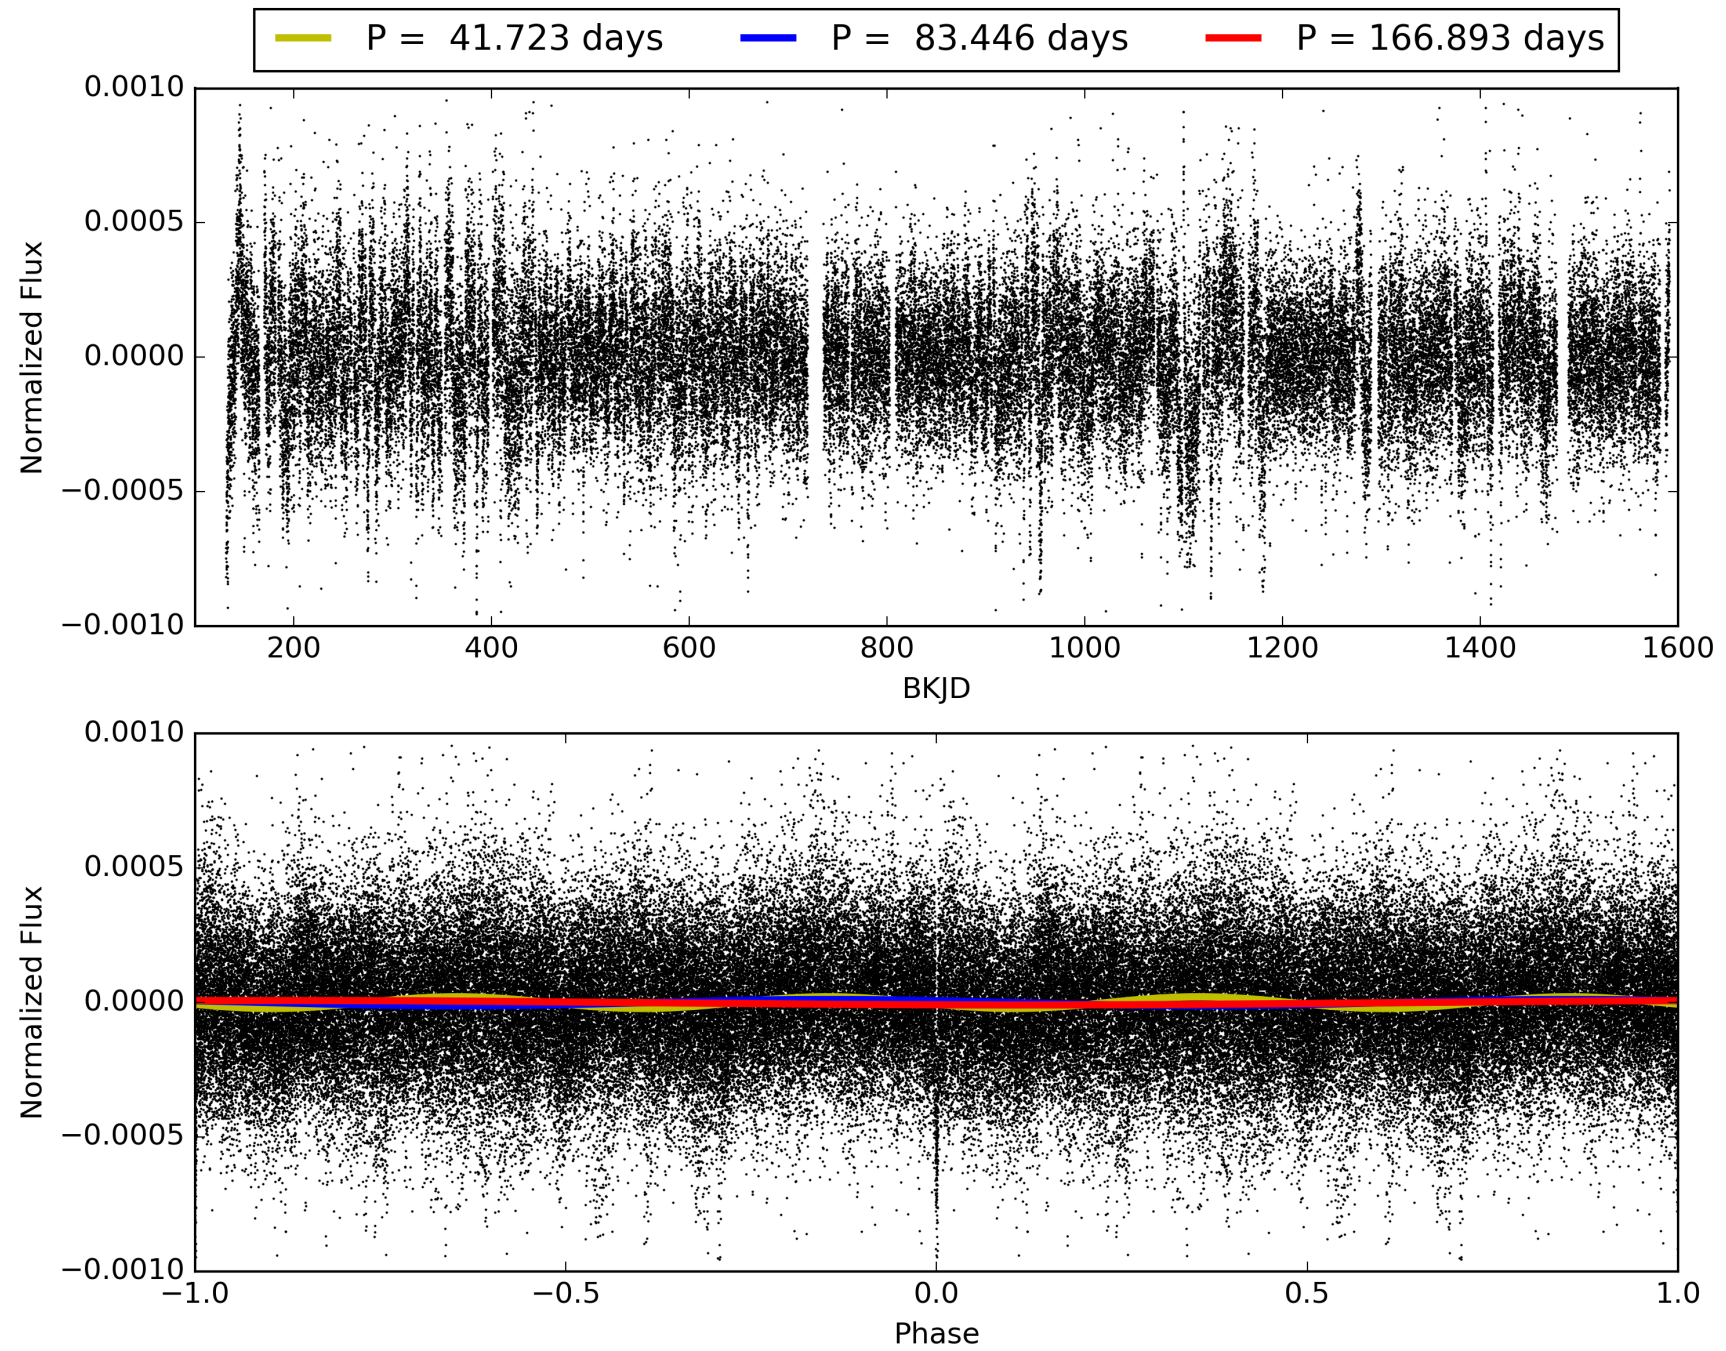 P = 41.723 days P = 83.446 days P = 166.893 days
0.0010
0.0005
0.0000
−0.0005
−0.0010
Normalized Flux
200 400 600 800 1000 1200 1400 1600
BKJD
0.0010
0.0005
0.0000
−0.0005
−0.0010
Normalized Flux
−1.0 −0.5 0.0 0.5 1.0
Phase